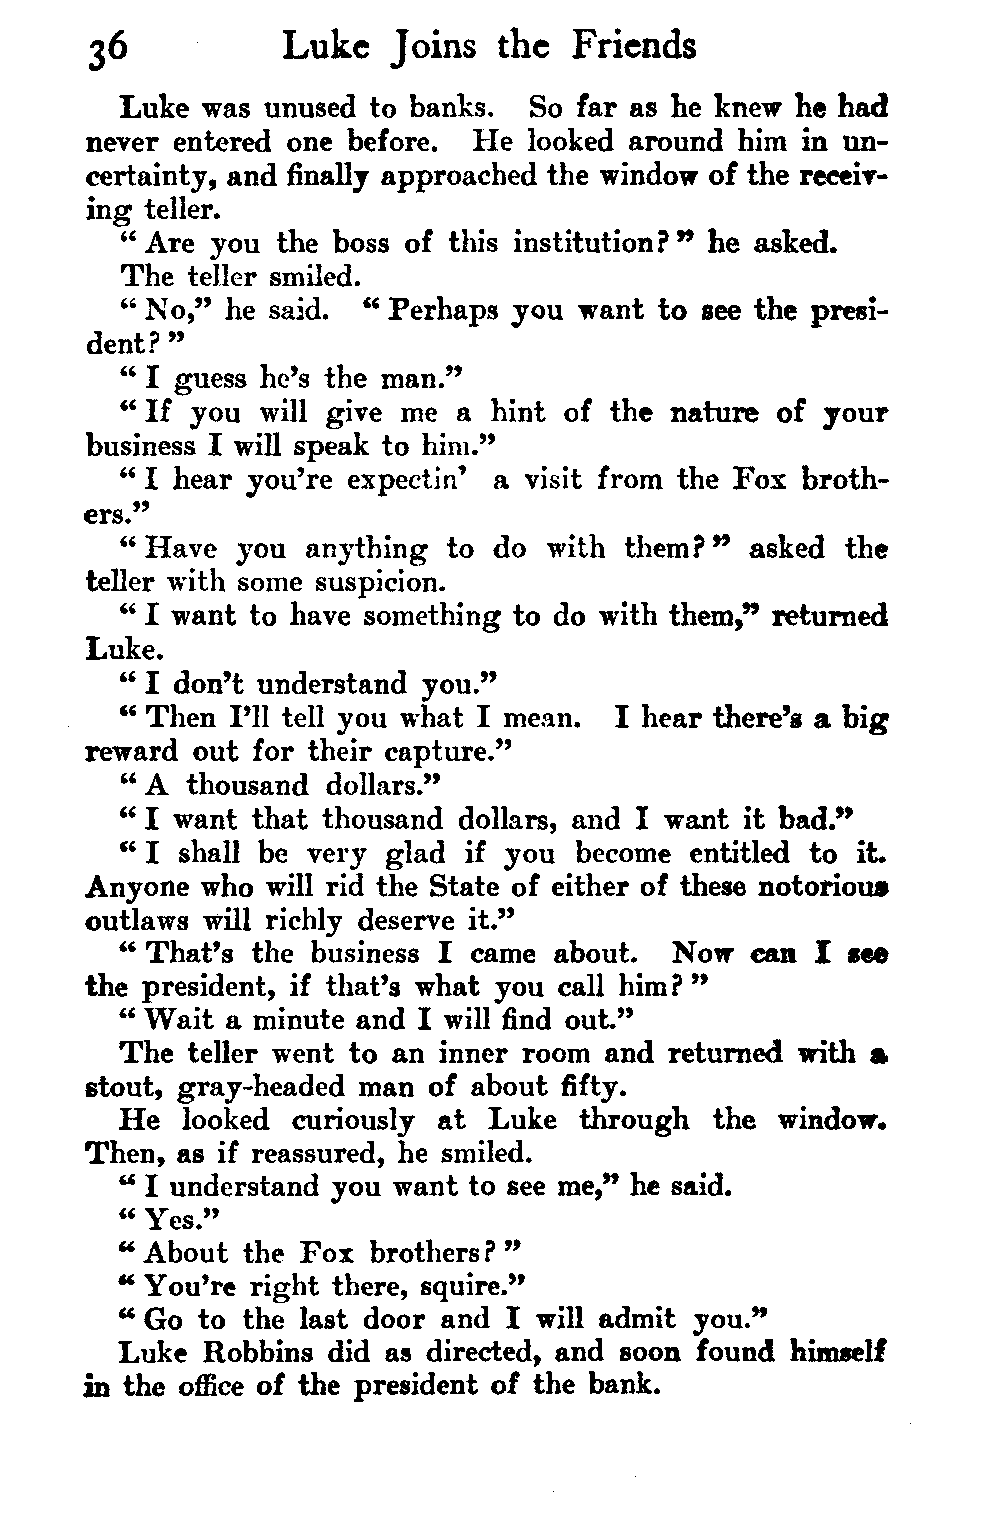 36 Luke Joins the Friends
Luke was unused to banks. So far as he knew he had
never entered one before. He looked around him in un-
certainty, and finally approached the window of the receiv-
ing teller.
“Are you the boss of this institution?” he asked.
The teller smiled.
“No,” he said. “Perhaps you want to see the presi-
dent?”
“I guess he’s the man.”
“If you will give me a hint of the nature of your
business I will speak to him.”
“I hear you’re expectin’ a visit from the Fox broth-
ers.”
“Have you anything to do with them?” asked the
teller with some suspicion.
“I want to have something to do with them,” returned
Luke.
“I don’t understand you.”
“Then I’ll tell you what I mean. I hear there’s a big
reward out for their capture.”
“A thousand dollars.”
“I want that thousand dollars, and I want it bad.”
“I shall be very glad if you become entitled to it.
Anyone who will rid the State of either of these notorious
outlaws will richly deserve it.”
“That’s the business I came about. Now can I see
the president, if that’s what you call him?”
“Wait a minute and I will find out.”
The teller went to an inner room and returned with a
stout, gray-headed man of about fifty.
He looked curiously at Luke through the window.
Then, as if reassured, he smiled.
“I understand you want to see me,” he said.
“Yes.”
“About the Fox brothers?”
“You’re right there, squire.”
“Go to the last door and I will admit you.”
Luke Robbins did as directed, and soon found himself
in the office of the president of the bank.